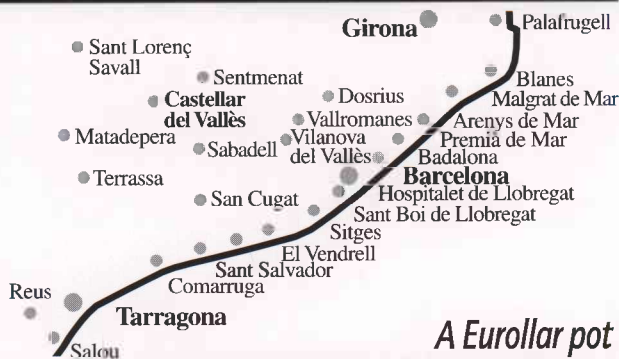 Girona
Palafrugell
Sant Lorenç
Savall
Sentmenat
Blanes
Castellar
del Vallès
Dosrius
Malgrat de Mar
Vallromanes
Arenys de Mar
Matadepera
Sabadell
Vilanova
del Vallès
Premià de Mar
Badalona
Terrassa
Barcelona
San Cugat
Hospitalet de Llobregat
Sant Boi de Llobregat
Sitges
El Vendrell
Sant Salvador
Comarruga
Reus
Tarragona
Salou
A Eurollar pot